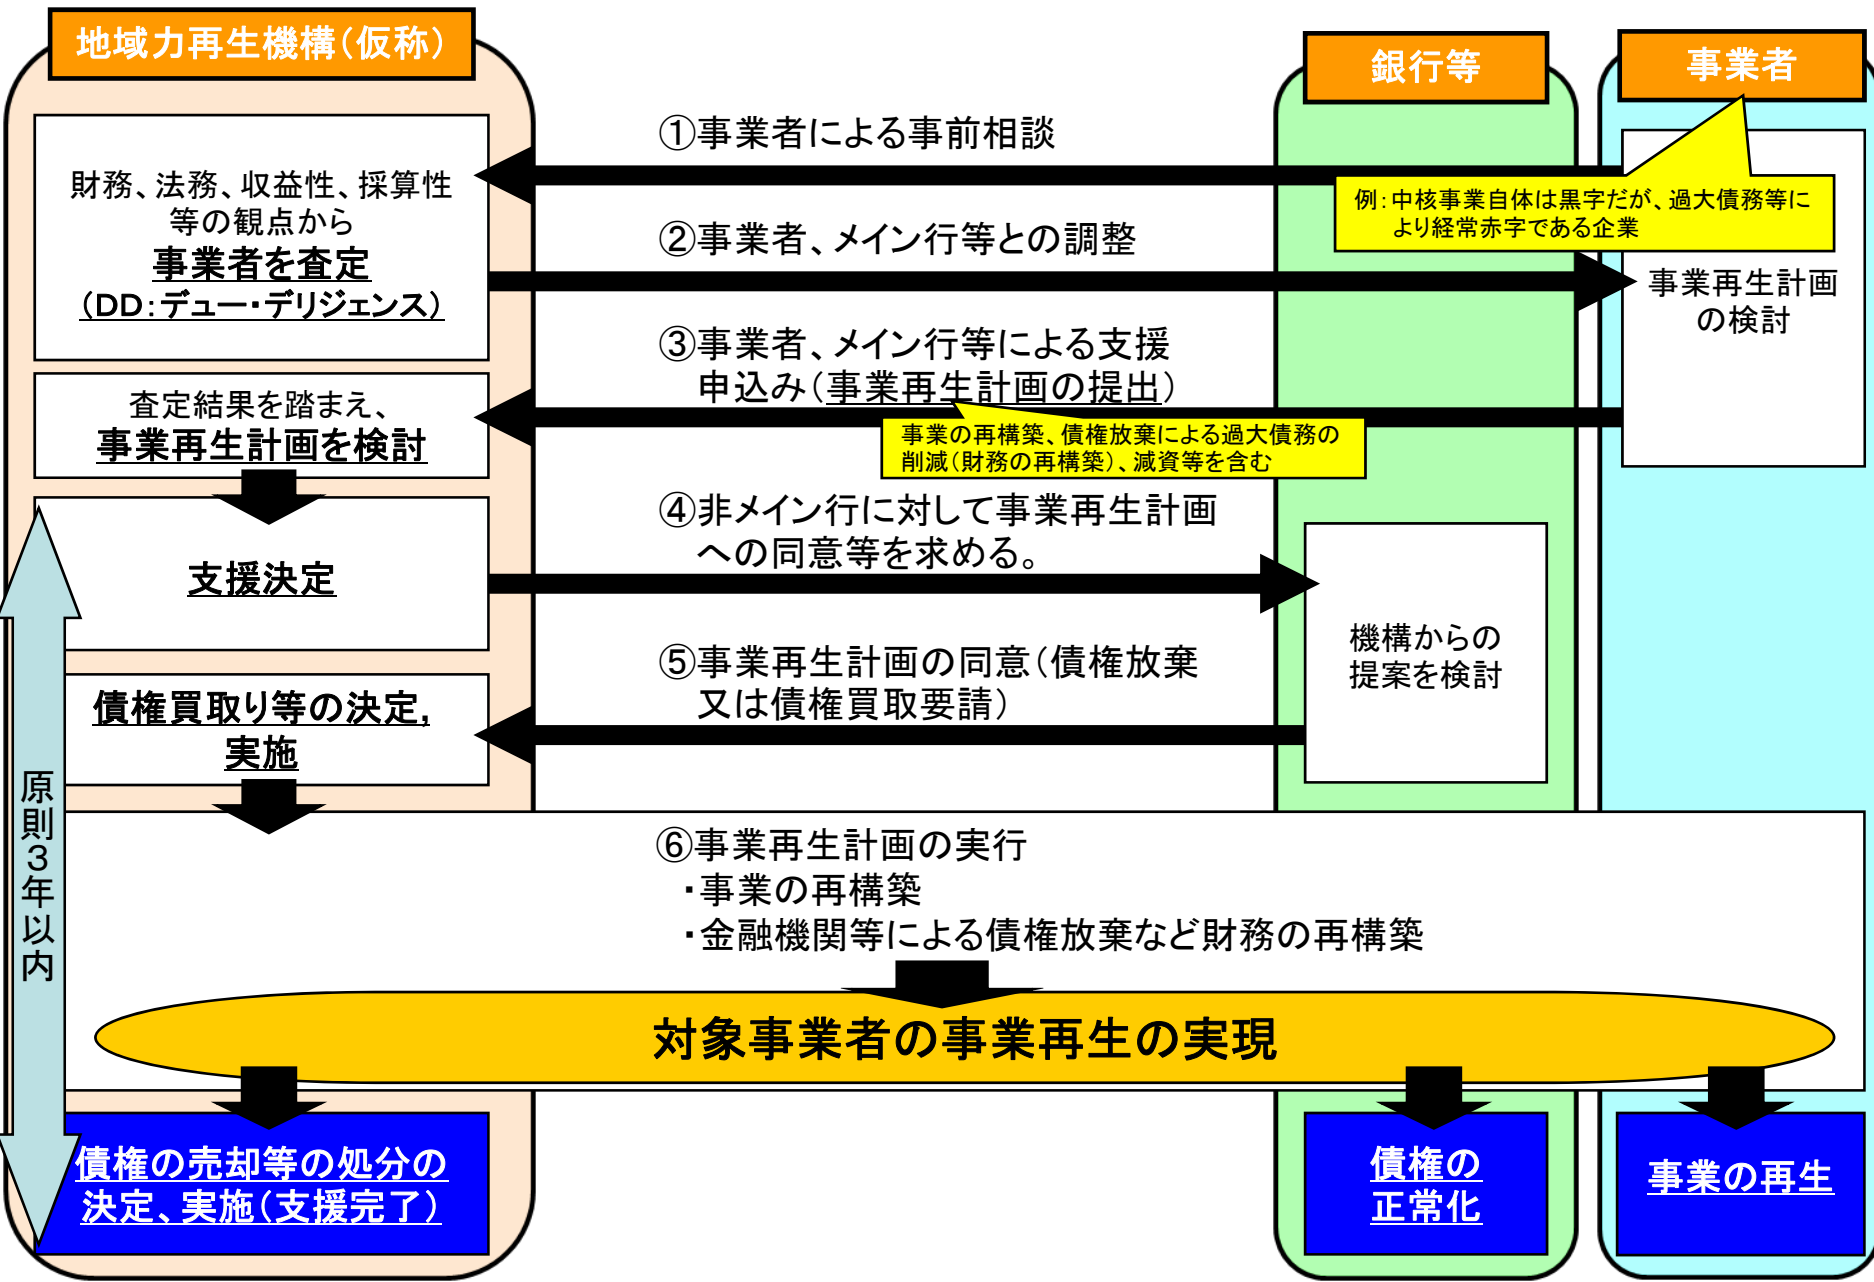 地域力再生機構（仮称）
銀行等
事業者
財務、法務、収益性、採算性
等の観点から
事業者を査定
（ＤＤ：デュー・デリジェンス）
①事業者による事前相談
例：中核事業自体は黒字だが、過大債務等に
より経常赤字である企業
②事業者、メイン行等との調整
事業再生計画
の検討
③事業者、メイン行等による支援
申込み（事業再生計画の提出）
事業の再構築、債権放棄による過大債務の
削減（財務の再構築）、減資等を含む
査定結果を踏まえ、
事業再生計画を検討
④非メイン行に対して事業再生計画
への同意等を求める。
支援決定
機構からの
提案を検討
⑤事業再生計画の同意（債権放棄
又は債権買取要請）
債権買取り等の決定,
実施
原則３年以内
⑥事業再生計画の実行
・事業の再構築
・金融機関等による債権放棄など財務の再構築
対象事業者の事業再生の実現
債権の売却等の処分の
決定、実施（支援完了）
債権の
正常化
事業の再生